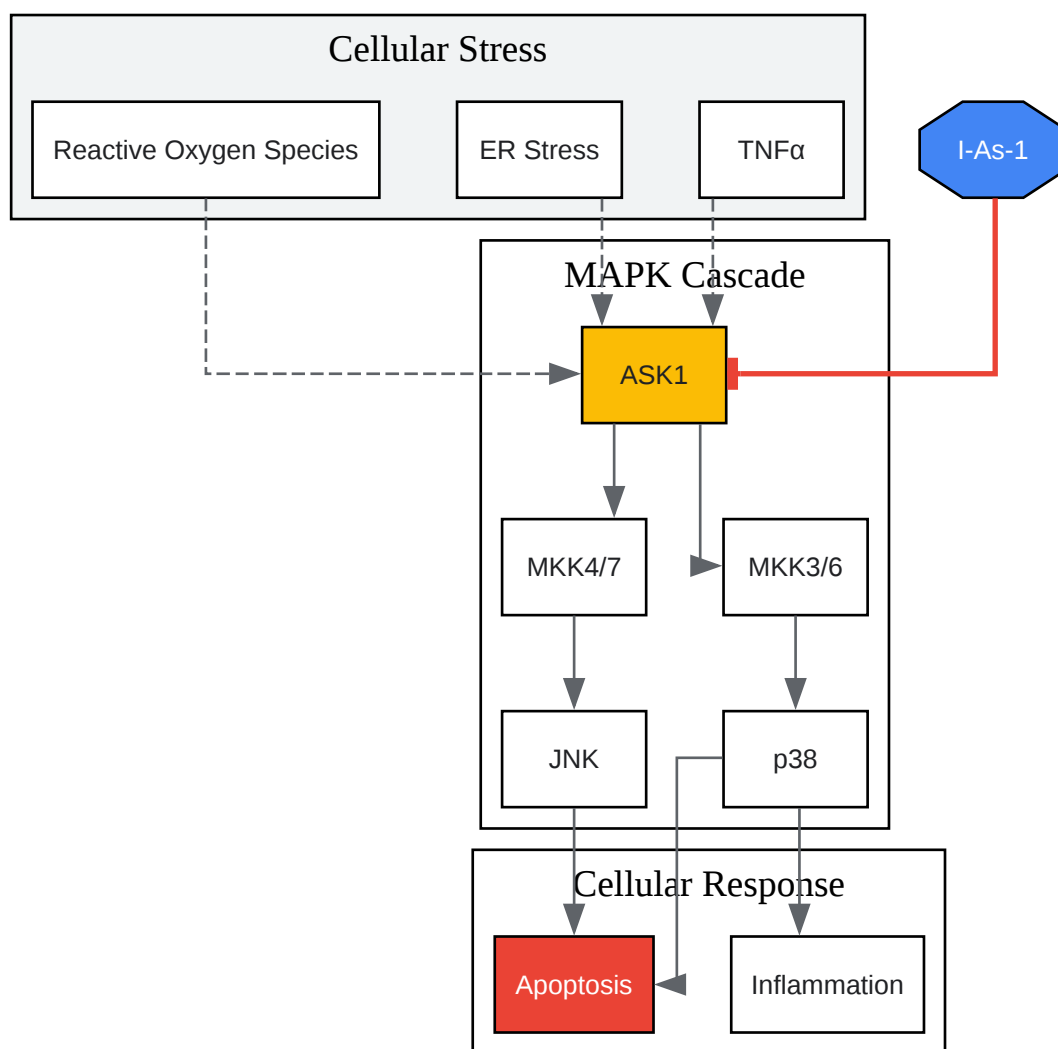 Cellular Stress
Reactive Oxygen Species
ER Stress
TNFα
I-As-1
MAPK Cascade
ASK1
MKK4/7
MKK3/6
JNK
p38
Cellular Response
Apoptosis
Inflammation